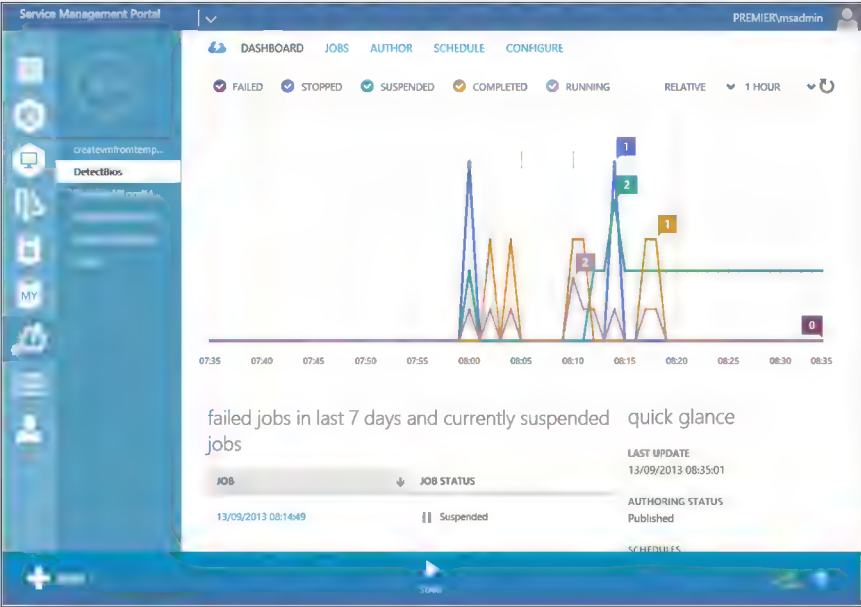 Service Management Portal
PREMIER\msadmin
DASHBOARD JOBS AUTHOR SCHEDULE CONFIGURE
FAILED STOPPED SUSPENDED COMPLETED RUNNING RELATIVE 1 HOUR
createvmfromtemp...
DetectBios
MY
1
2
1
2
0
07:35 07:40 07:45 07:50 07:55 08:00 08:05 08:10 08:15 08:20 08:25 08:30 08:35
failed jobs in last 7 days and currently suspended
jobs
JOB JOB STATUS
13/09/2013 08:14:49 Suspended
quick glance
LAST UPDATE
13/09/2013 08:35:01
AUTHORING STATUS
Published
SCHEDULES
START